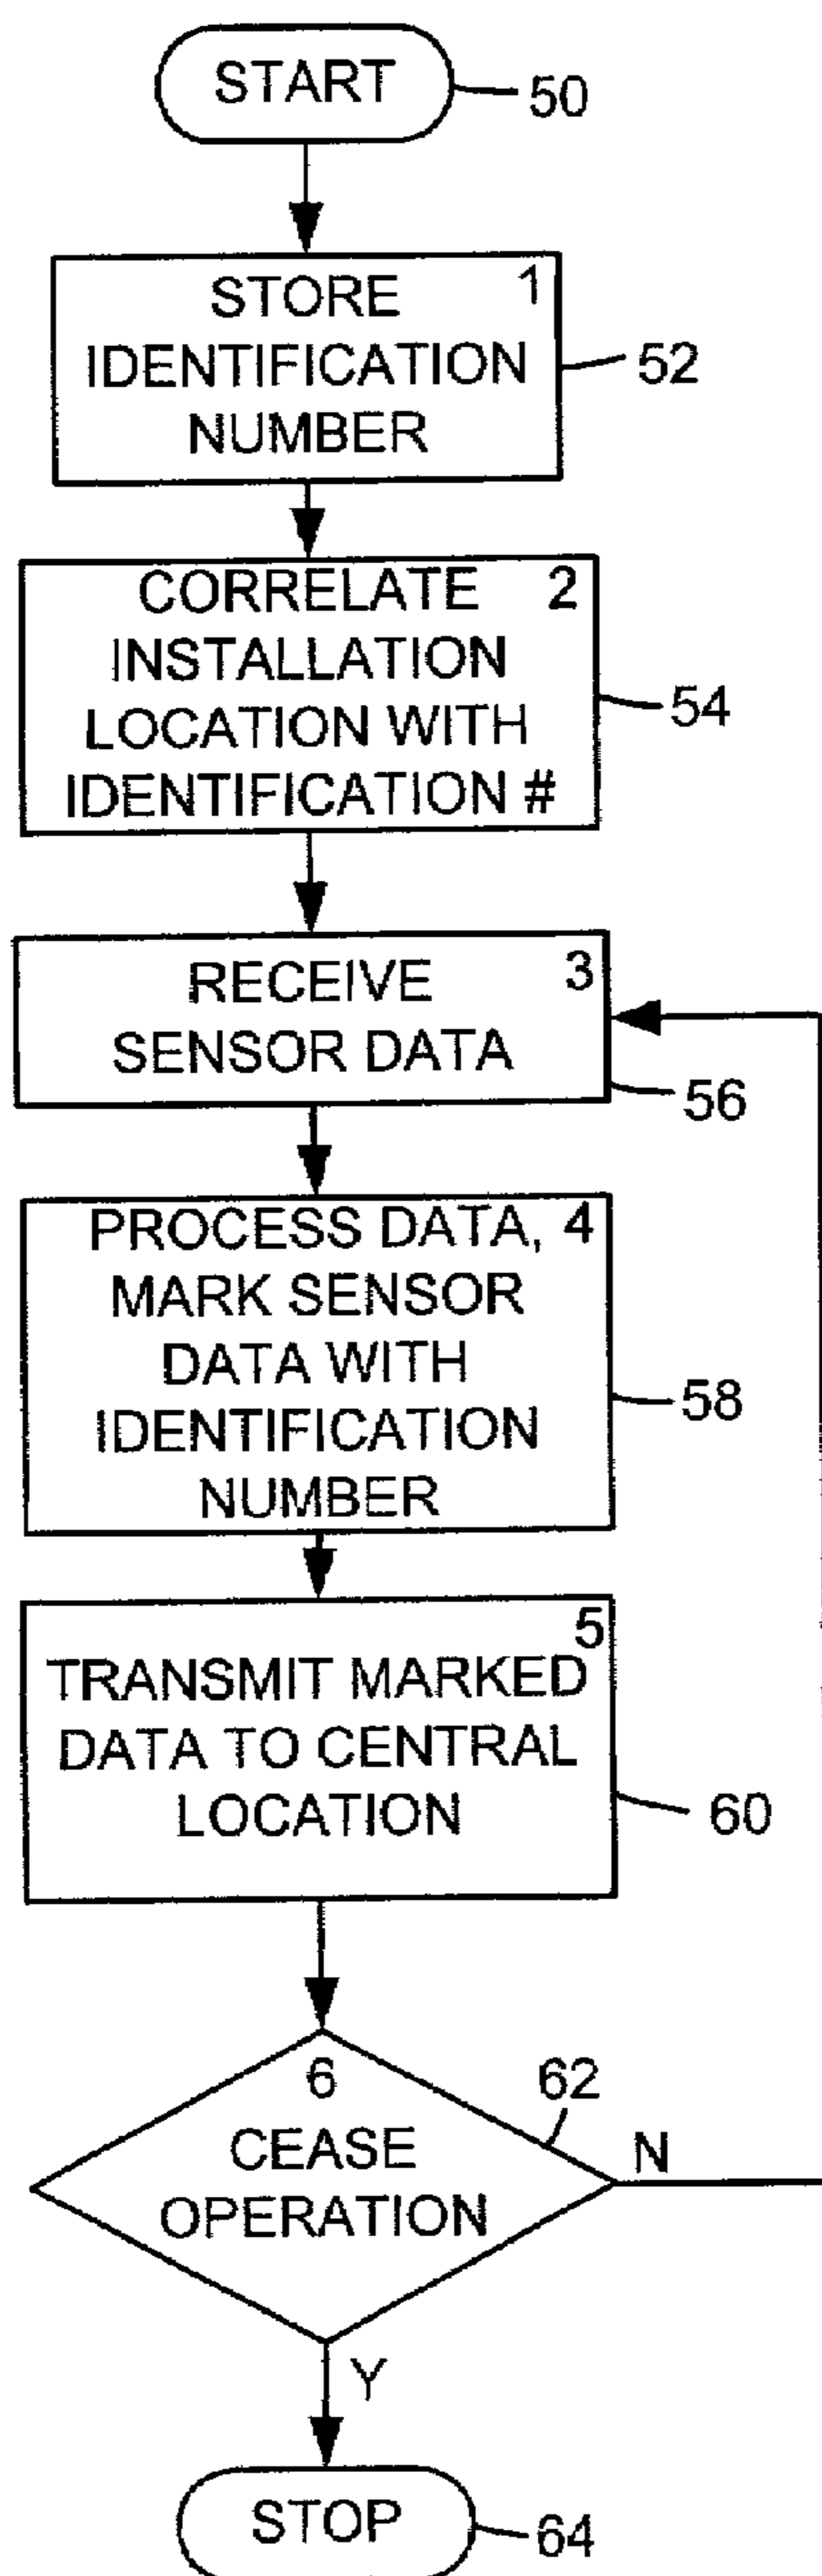 START
50
1
STORE
IDENTIFICATION
NUMBER
52
CORRELATE 2
INSTALLATION
LOCATION WITH
IDENTIFICATION #
54
3
RECEIVE
SENSOR DATA
56
PROCESS DATA, 4
MARK SENSOR
DATA WITH
IDENTIFICATION
NUMBER
58
5
TRANSMIT MARKED
DATA TO CENTRAL
LOCATION
60
6
CEASE
OPERATION
62
N
Y
STOP
64